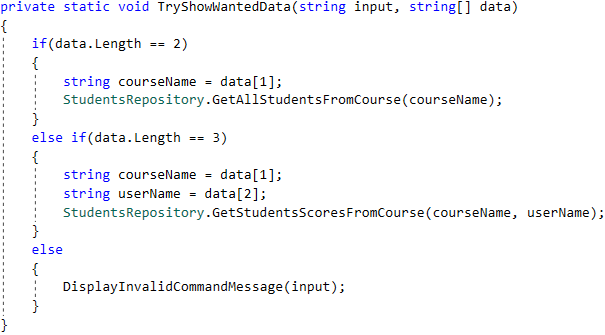 private static void TryShowWantedData(string input, string[] data)
{
    if(data.Length == 2)
    {
        string courseName = data[1];
        StudentsRepository.GetAllStudentsFromCourse(courseName);
    }
    else if(data.Length == 3)
    {
        string courseName = data[1];
        string userName = data[2];
        StudentsRepository.GetStudentsScoresFromCourse(courseName, userName);
    }
    else
    {
        DisplayInvalidCommandMessage(input);
    }
}